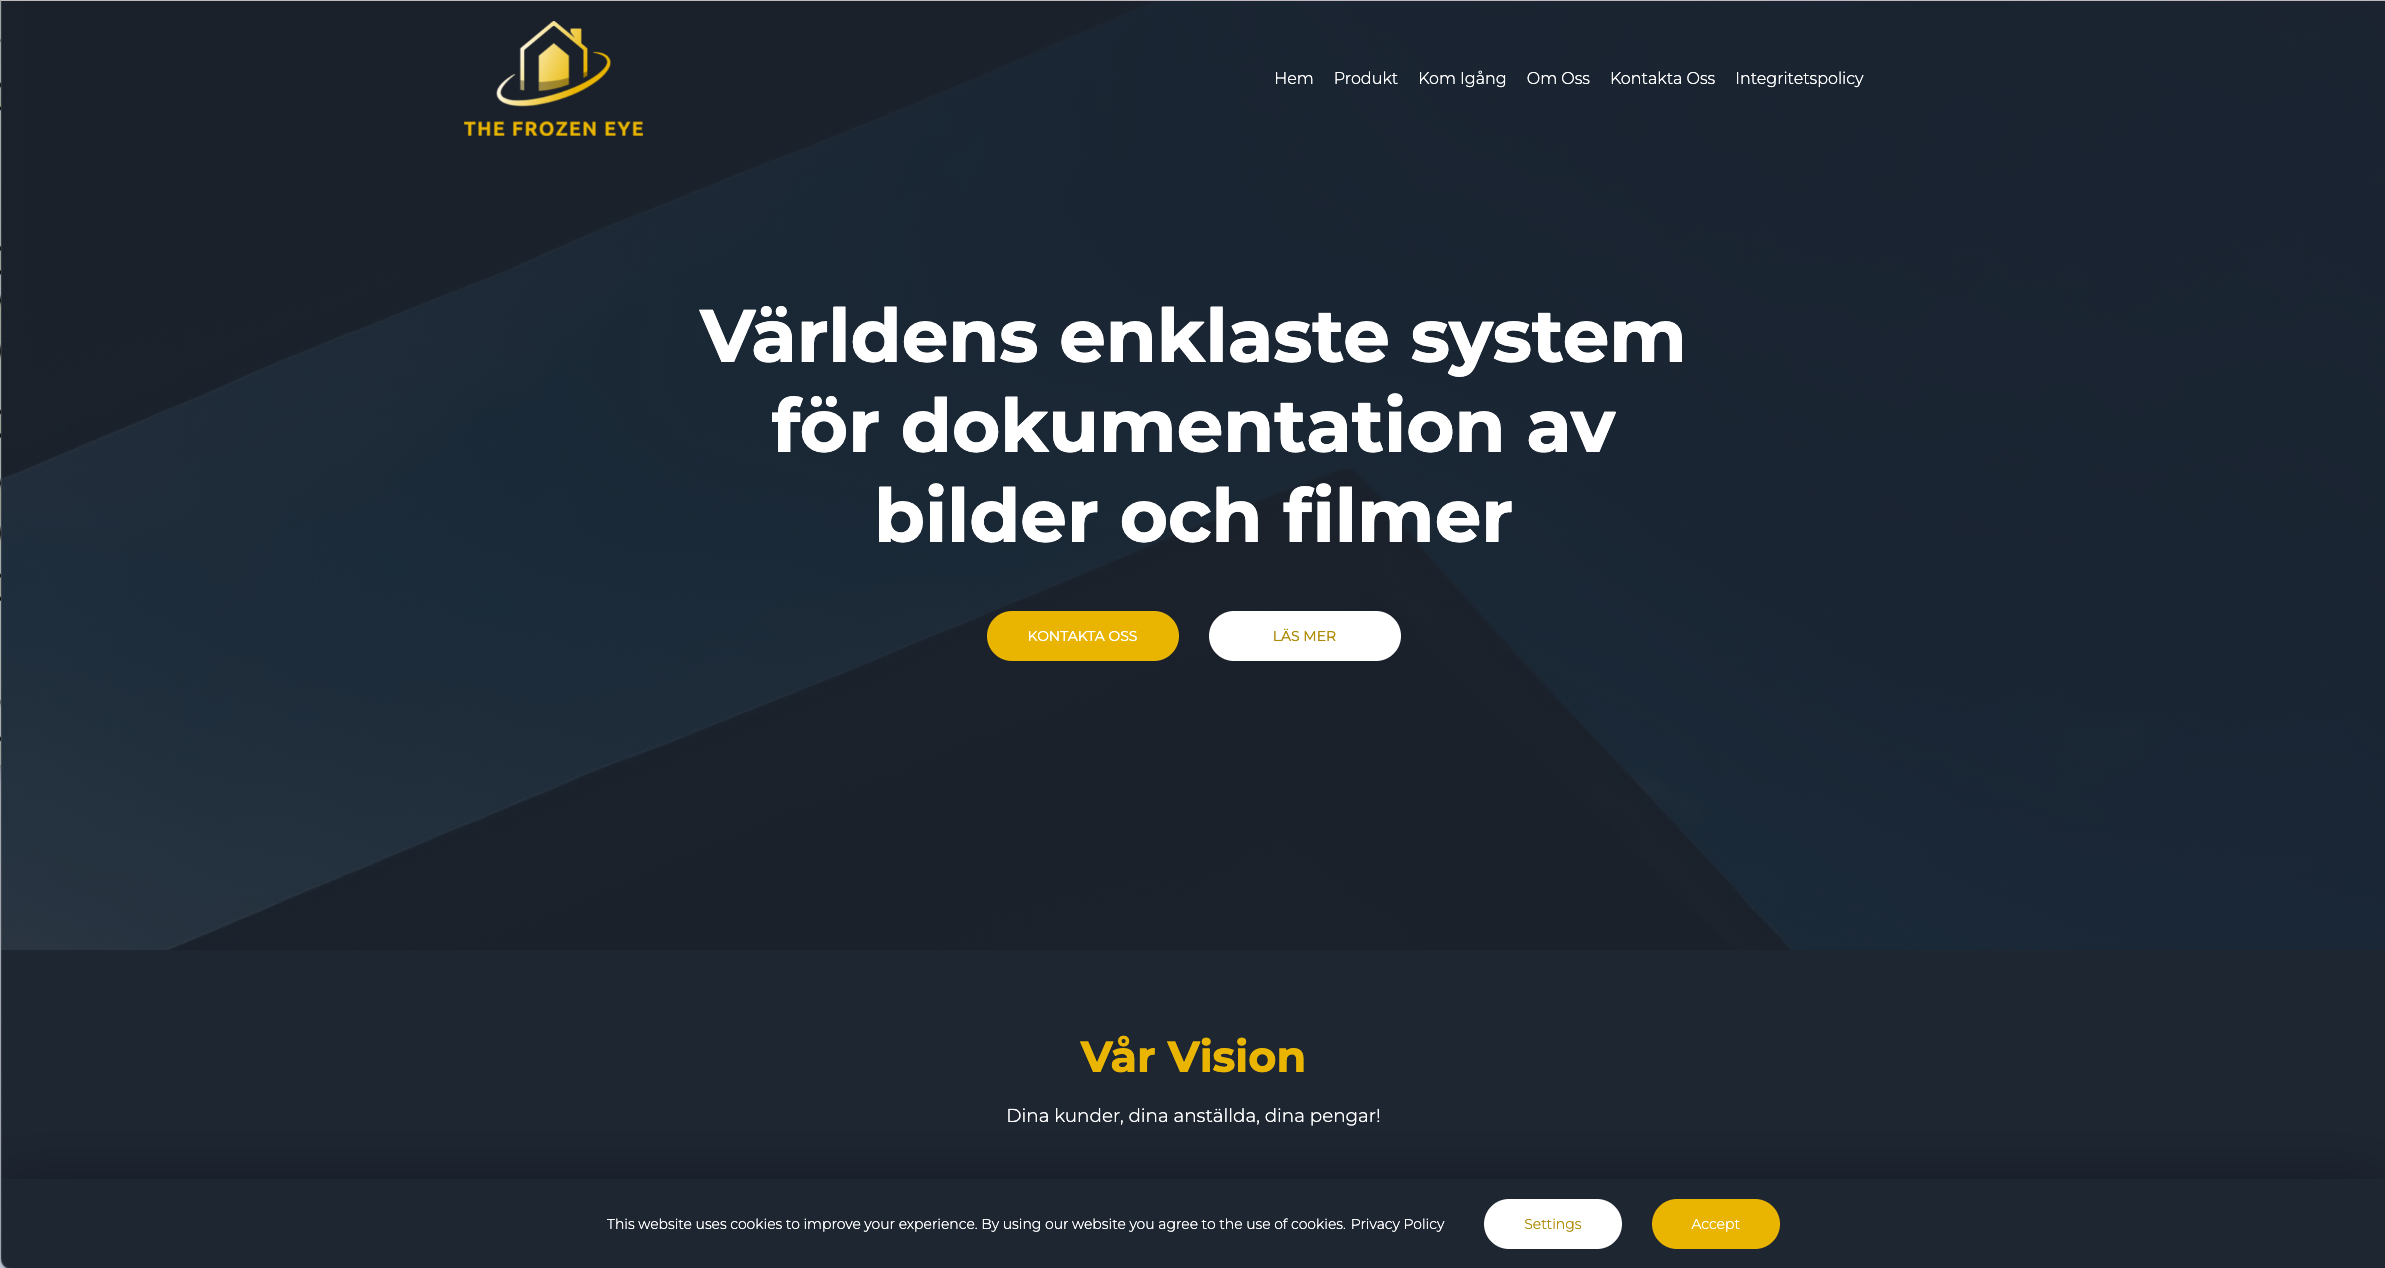 THE FROZEN EYE
Hem Produkt Kom Igång Om Oss Kontakta Oss Integritetspolicy
Världens enklaste system
för dokumentation av
bilder och filmer
KONTAKTA OSS LÄS MER
Vår Vision
Dina kunder, dina anställda, dina pengar!
This website uses cookies to improve your experience. By using our website you agree to the use of cookies. Privacy Policy Settings Accept